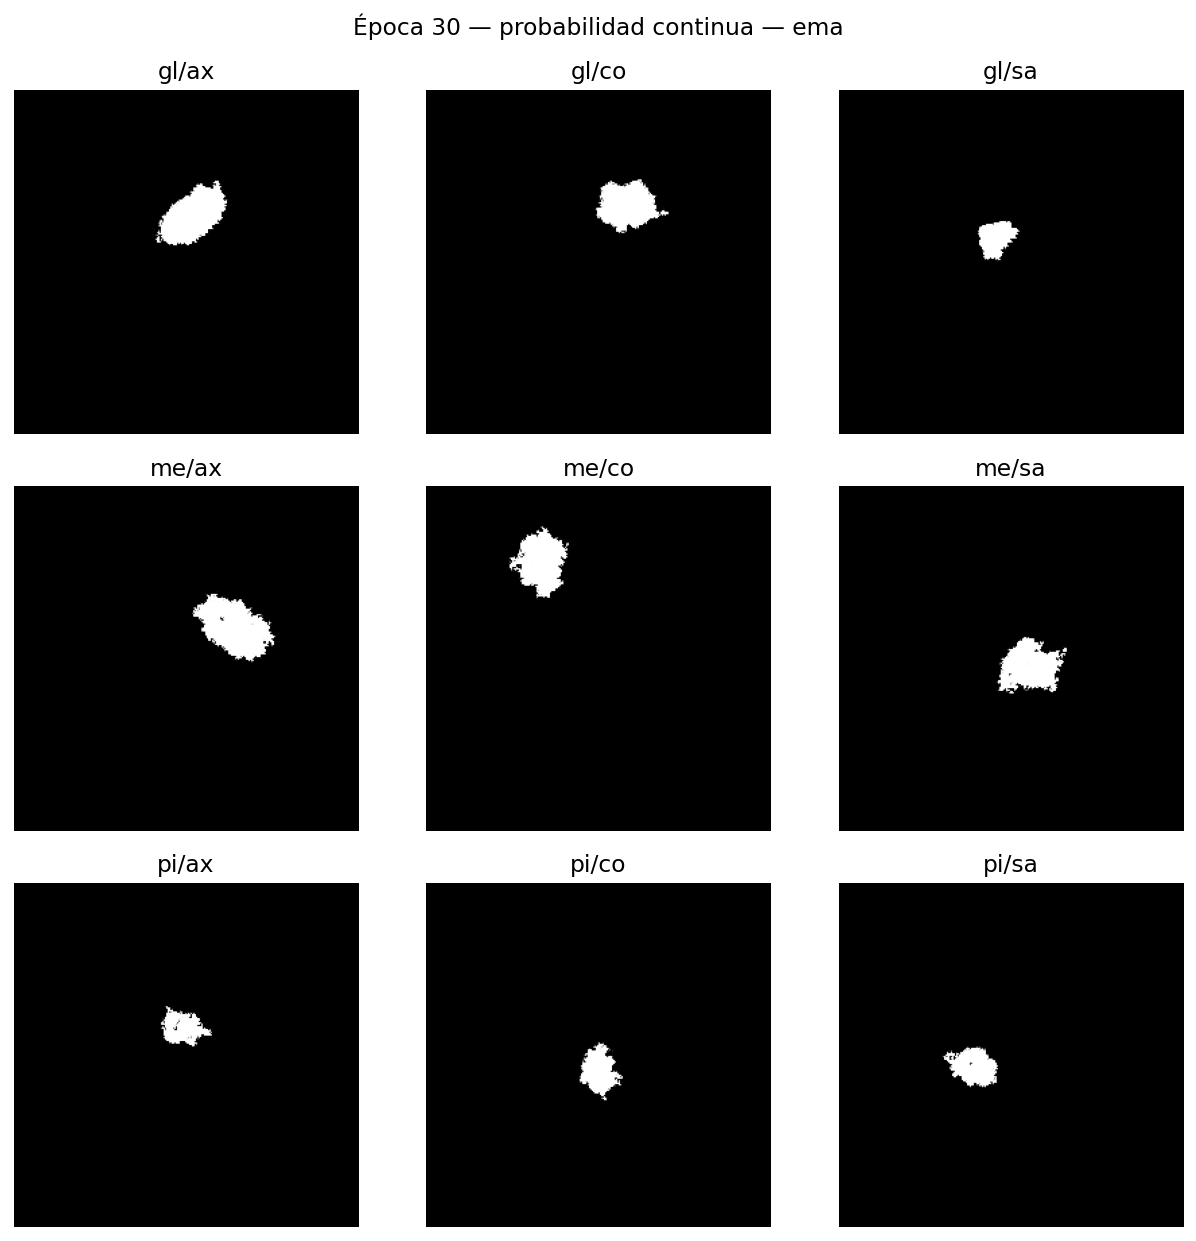 Época 30 — probabilidad continua — ema
gl/ax gl/co gl/sa
me/ax me/co me/sa
pi/ax pi/co pi/sa